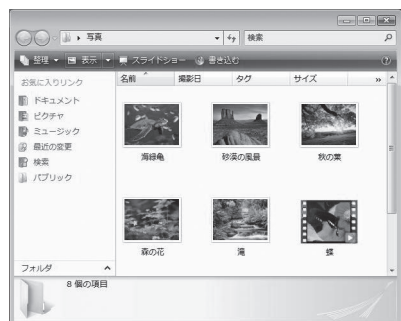 写真
検索
整理 表示 スライドショー 書き込む
お気に入りリンク
名前 撮影日 タグ サイズ »
ドキュメント
ピクチャ
ミュージック
最近の変更
検索
パブリック
海緑亀 砂漠の風景 秋の葉
森の花 滝 蝶
フォルダ
8 個の項目